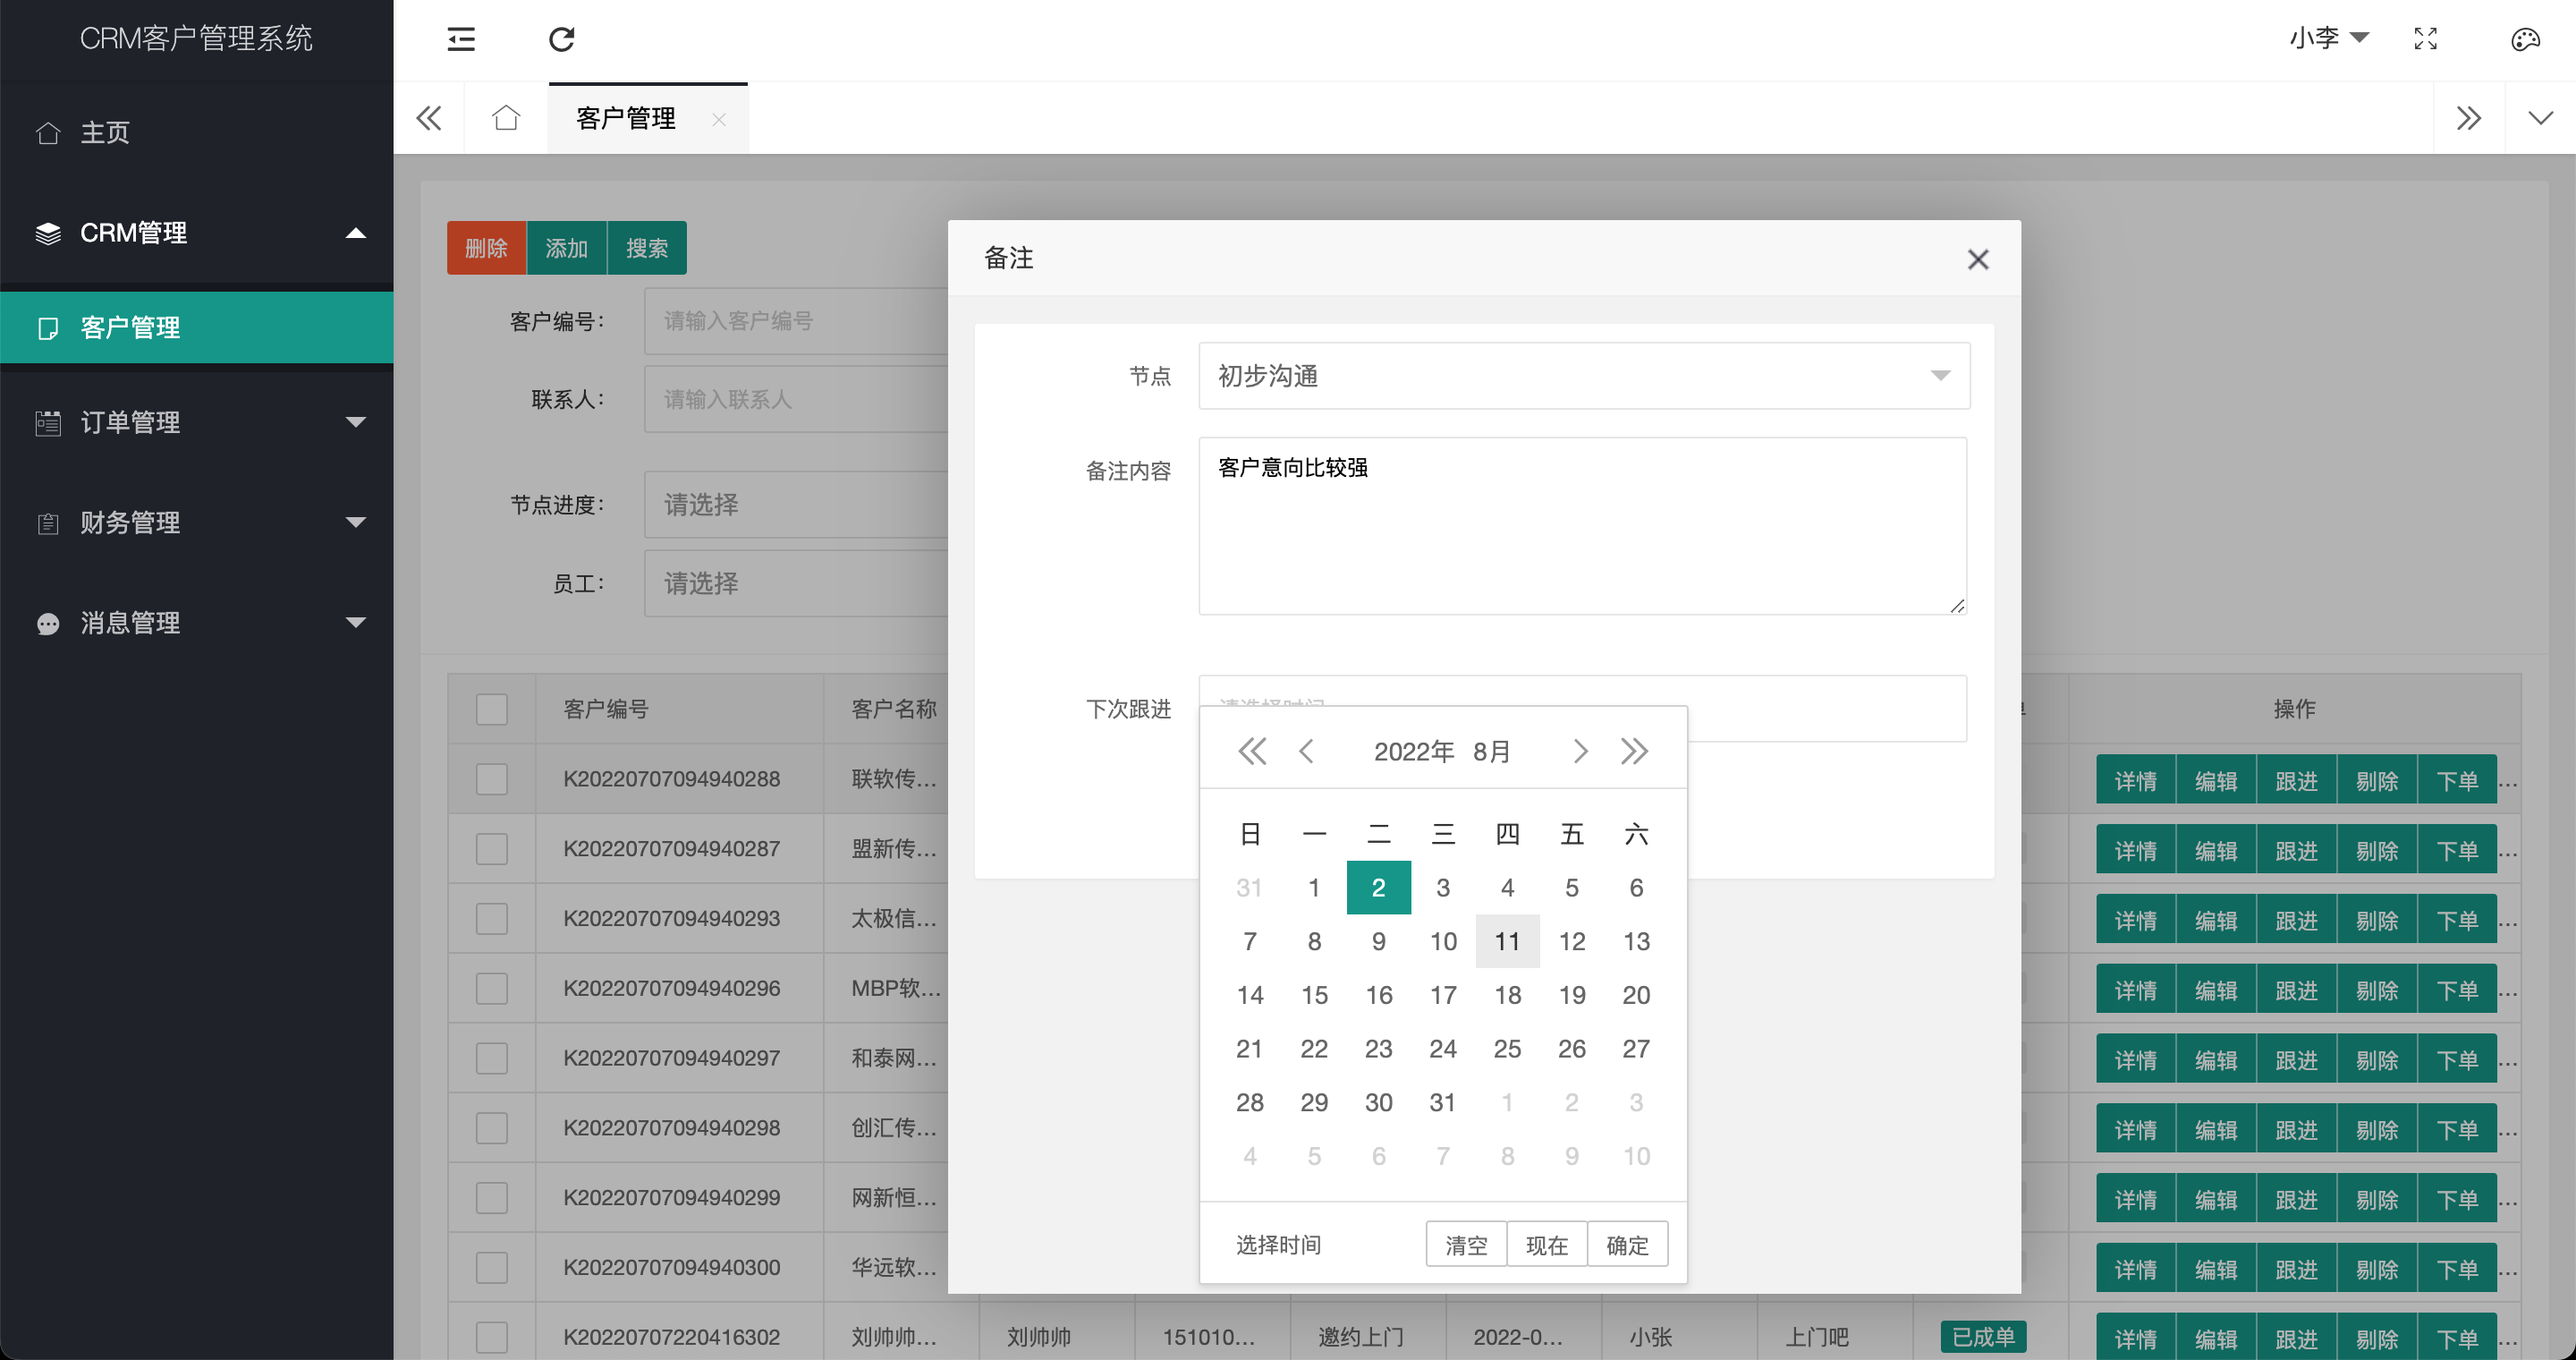 CRM客户管理系统
小李
主页
CRM管理
客户管理
订单管理
财务管理
消息管理
客户管理
删除 添加 搜索
客户编号： 请输入客户编号
联系人： 请输入联系人
节点进度： 请选择
员工： 请选择
备注
节点 初步沟通
备注内容 客户意向比较强
下次跟进 请选择时间
2022年 8月
日 一 二 三 四 五 六
31 1 2 3 4 5 6
7 8 9 10 11 12 13
14 15 16 17 18 19 20
21 22 23 24 25 26 27
28 29 30 31 1 2 3
4 5 6 7 8 9 10
选择时间 清空 现在 确定
客户编号 客户名称 操作
K20220707094940288 联软传... 详情 编辑 跟进 剔除 下单 ...
K20220707094940287 盟新传... 详情 编辑 跟进 剔除 下单 ...
K20220707094940293 太极信... 详情 编辑 跟进 剔除 下单 ...
K20220707094940296 MBP软... 详情 编辑 跟进 剔除 下单 ...
K20220707094940297 和泰网... 详情 编辑 跟进 剔除 下单 ...
K20220707094940298 创汇传... 详情 编辑 跟进 剔除 下单 ...
K20220707094940299 网新恒... 详情 编辑 跟进 剔除 下单 ...
K20220707094940300 华远软... 详情 编辑 跟进 剔除 下单 ...
K20220707220416302 刘帅帅... 刘帅帅 151010... 邀约上门 2022-0... 小张 上门吧 已成单 详情 编辑 跟进 剔除 下单 ...